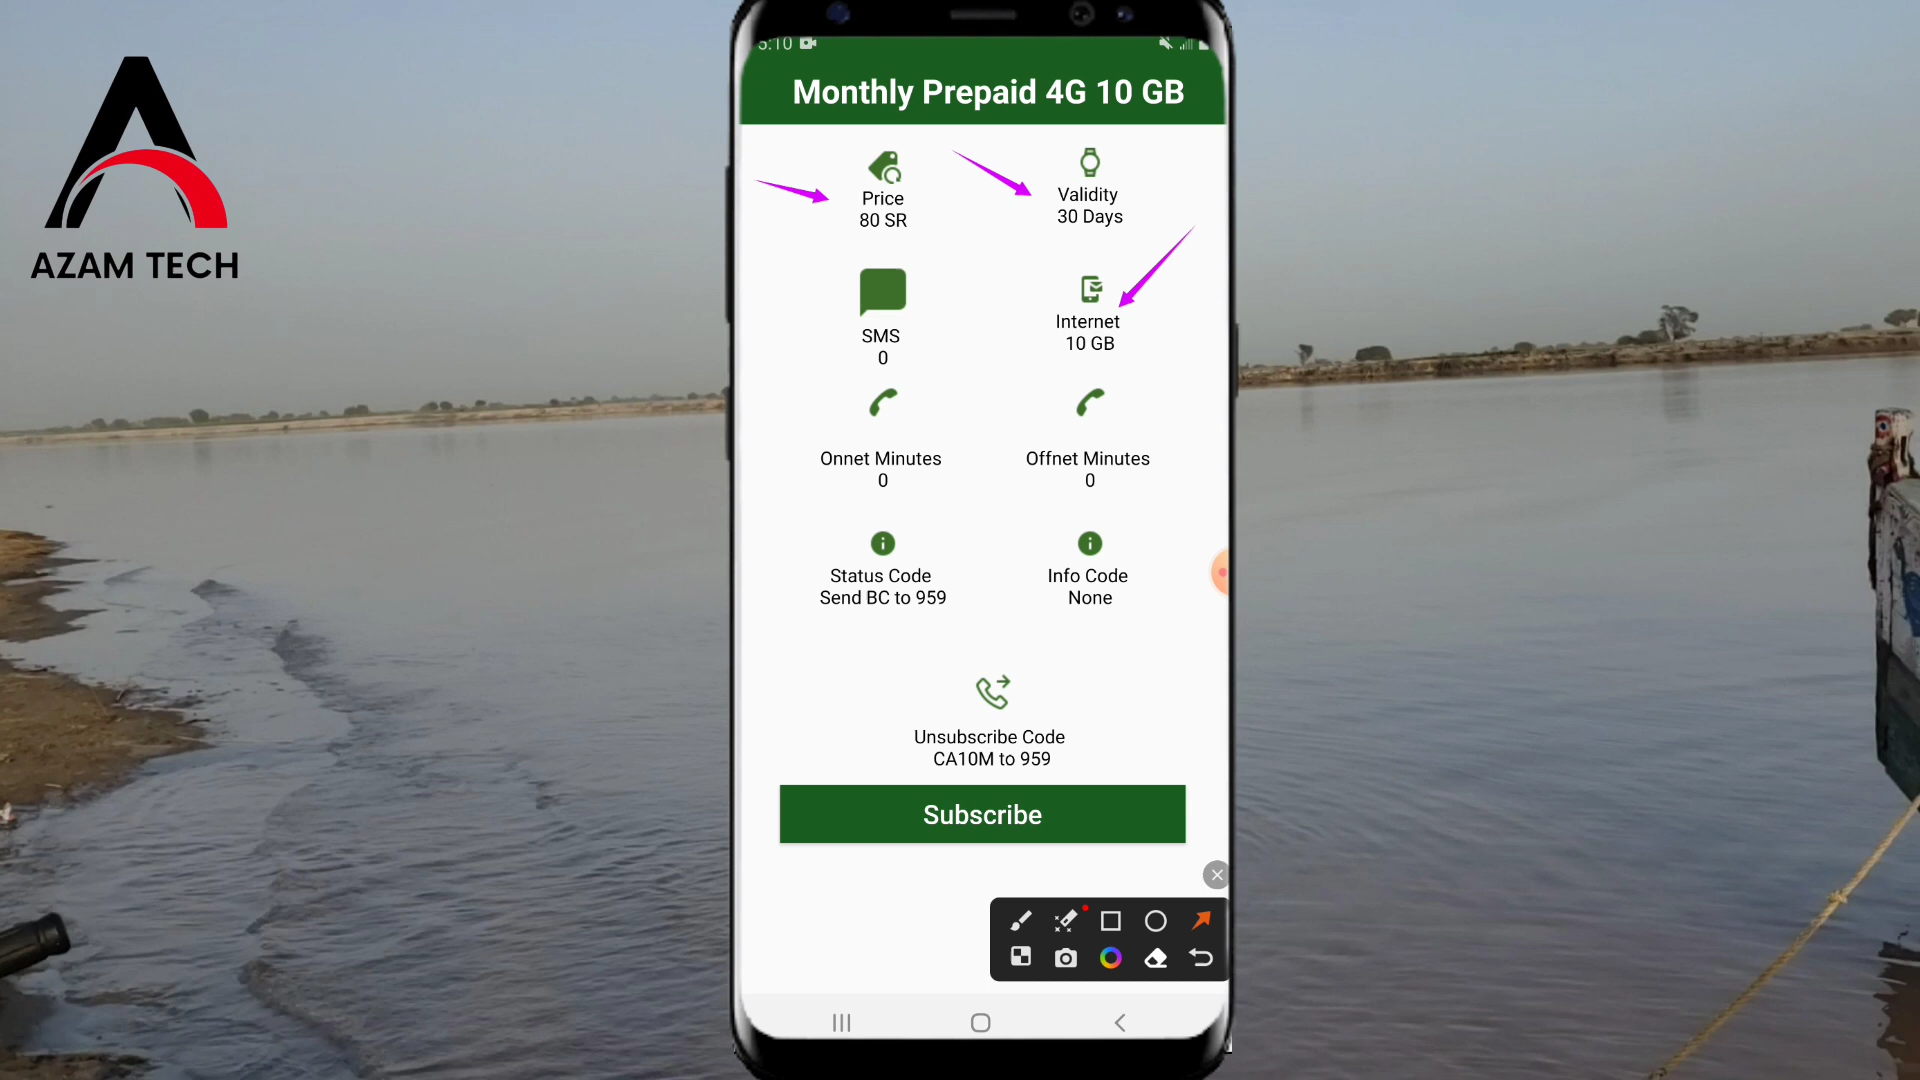 AZAM TECH
5:10
Monthly Prepaid 4G 10 GB
Price
80 SR
Validity
30 Days
SMS
0
Internet
10 GB
Onnet Minutes
0
Offnet Minutes
0
Status Code
Send BC to 959
Info Code
None
Unsubscribe Code
CA10M to 959
Subscribe